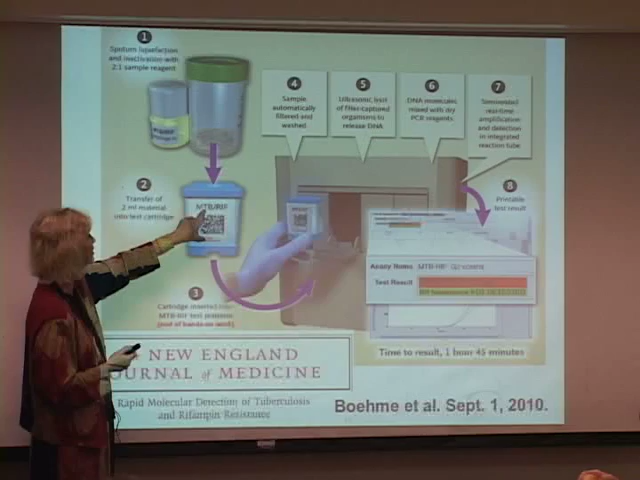 1
Sputum liquefaction
and inactivation with
2:1 sample reagent
2
Transfer of
2 ml material
into test cartridge
MTB/RIF
3
Cartridge inserted into
MTB-RIF test platform
(end of hands-on work)
4
Sample
automatically
filtered and
washed
5
Ultrasonic lysis
of filter-captured
organisms to
release DNA
6
DNA molecules
mixed with dry
PCR reagents
7
Seminested
real-time
amplification
and detection
in integrated
reaction tube
8
Printable
test result
Assay Name MTB-RIF
Test Result
Time to result, 1 hour 45 minutes
NEW ENGLAND
JOURNAL of MEDICINE
Rapid Molecular Detection of Tuberculosis
and Rifampin Resistance
Boehme et al. Sept. 1, 2010.